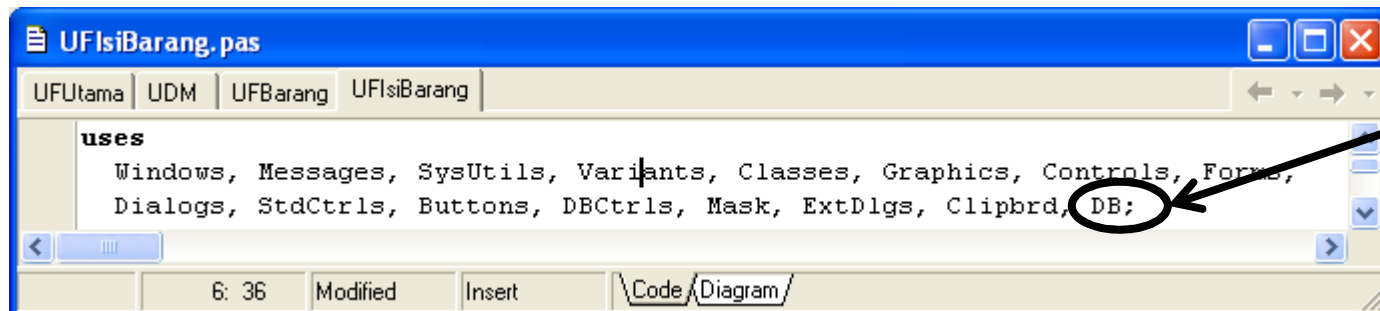 UFIsiBarang.pas
UFUtama UDM UFBarang UFIsiBarang
uses
Windows, Messages, SysUtils, Variants, Classes, Graphics, Controls, Forms,
Dialogs, StdCtrls, Buttons, DBCtrls, Mask, ExtDlgs, Clipbrd, DB;
6: 36 Modified Insert Code Diagram